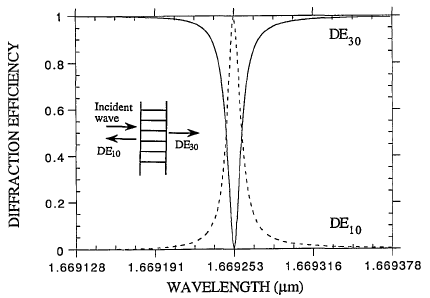 DIFFRACTION EFFICIENCY
1
0.8
0.6
0.4
0.2
0
DE30
Incident
wave
DE10
DE30
DE10
1.669128 1.669191 1.669253 1.669316 1.669378
WAVELENGTH (µm)